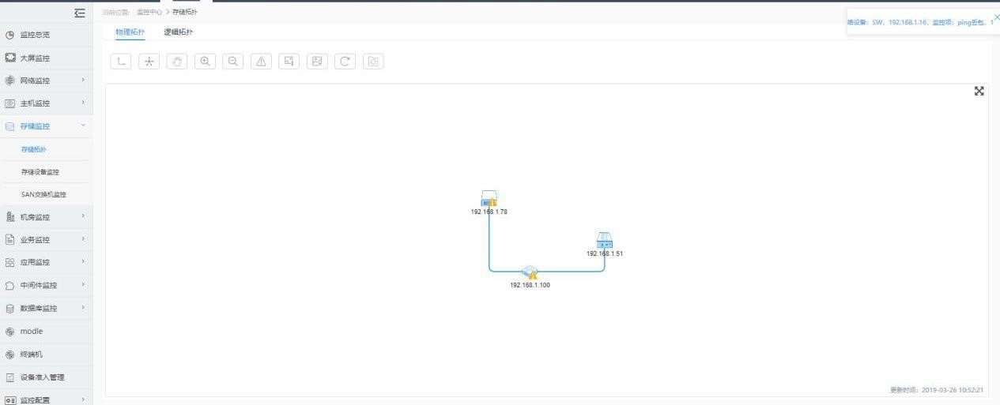 当前位置: 监控中心 > 存储拓扑
络设备: SW, 192.168.1.16, 监控项: ping丢包, 1
监控总览
大屏监控
网络监控
主机监控
存储监控
存储拓扑
存储设备监控
SAN交换机监控
机房监控
业务监控
应用监控
中间件监控
数据库监控
modle
终端机
设备准入管理
监控配置
物理拓扑 逻辑拓扑
192.168.1.78
192.168.1.51
192.168.1.100
更新时间: 2019-03-26 10:52:21